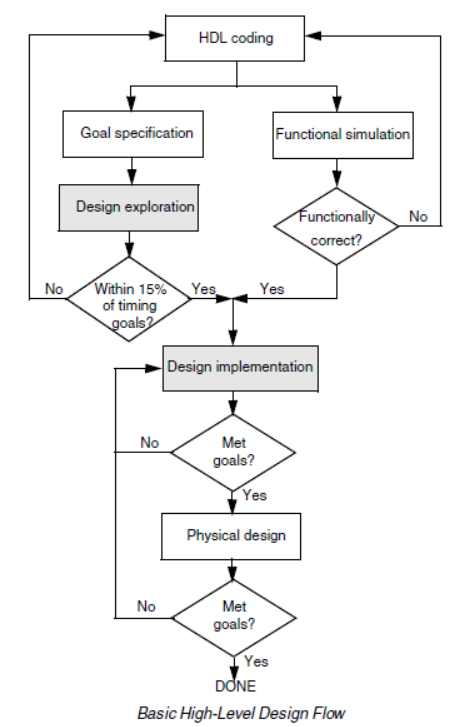 HDL coding
Goal specification
Functional simulation
Design exploration
Functionally
correct?
No
No
Within 15%
of timing
goals?
Yes
Yes
Design implementation
No
Met
goals?
Yes
Physical design
No
Met
goals?
Yes
DONE
Basic High-Level Design Flow